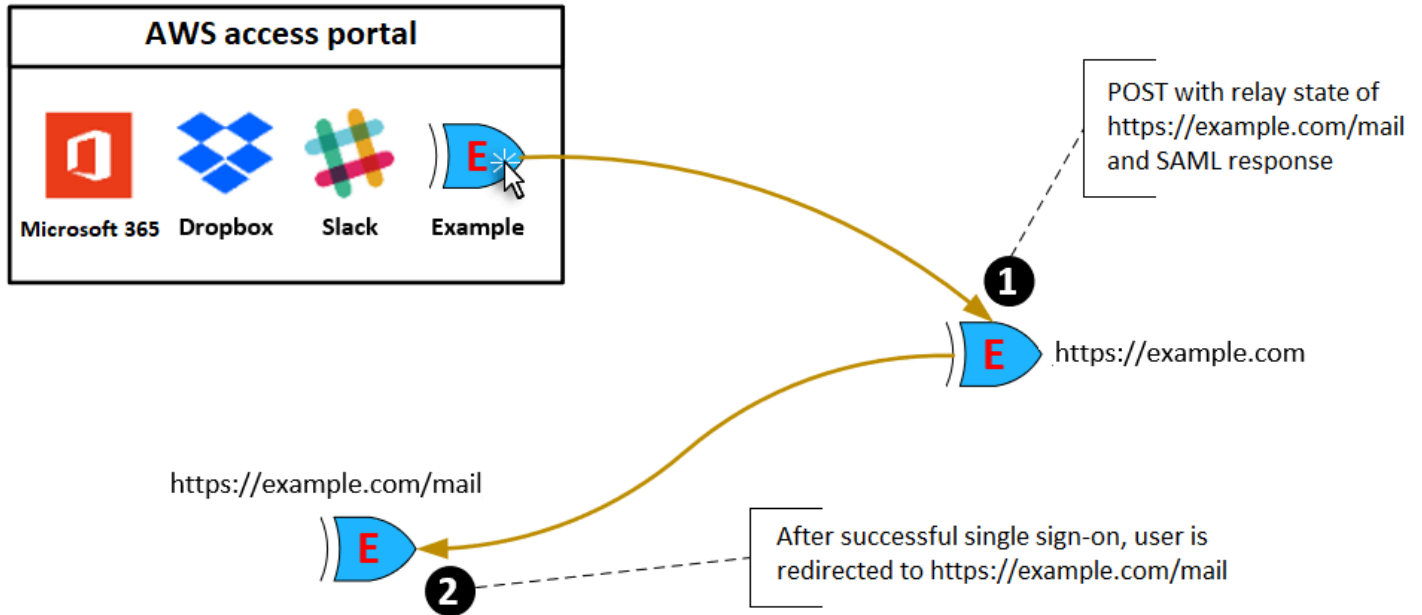 AWS access portal
E
Microsoft 365
Dropbox
Slack
Example
POST with relay state of
https://example.com/mail
and SAML response
1
E
https://example.com
https://example.com/mail
E
2
After successful single sign-on, user is
redirected to https://example.com/mail